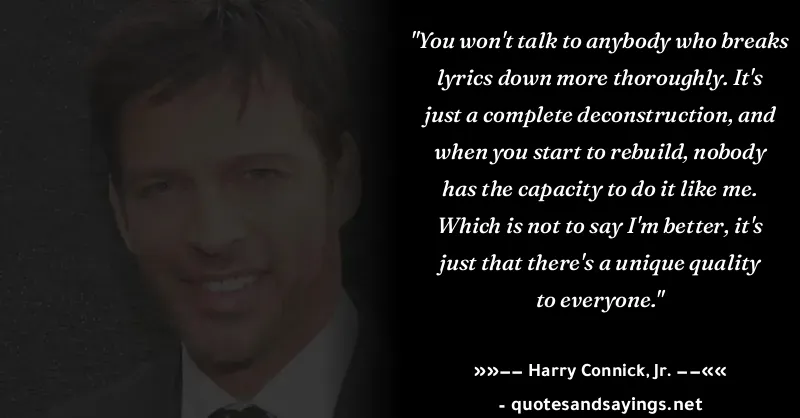 "You won't talk to anybody who breaks
lyrics down more thoroughly. It's
just a complete deconstruction, and
when you start to rebuild, nobody
has the capacity to do it like me.
Which is not to say I'm better, it's
just that there's a unique quality
to everyone."
»»−− Harry Connick, Jr. −−««
- quotesandsayings.net